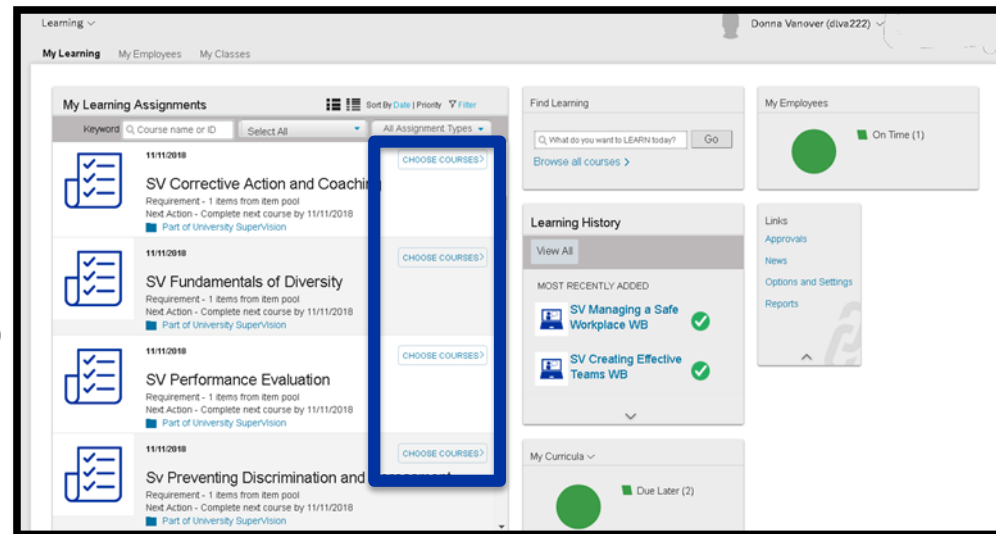 Learning
Donna Vanover (dlva222)
My Learning My Employees My Classes
My Learning Assignments
Sort By Date | Priority Filter
Keyword Course name or ID Select All All Assignment Types
11/11/2018
CHOOSE COURSES>
SV Corrective Action and Coaching
Requirement - 1 items from item pool
Next Action - Complete next course by 11/11/2018
Part of University SuperVision
11/11/2018
CHOOSE COURSES>
SV Fundamentals of Diversity
Requirement - 1 items from item pool
Next Action - Complete next course by 11/11/2018
Part of University SuperVision
11/11/2018
CHOOSE COURSES>
SV Performance Evaluation
Requirement - 1 items from item pool
Next Action - Complete next course by 11/11/2018
Part of University SuperVision
11/11/2018
CHOOSE COURSES>
Sv Preventing Discrimination and
Requirement - 1 items from item pool
Next Action - Complete next course by 11/11/2018
Part of University SuperVision
Find Learning
What do you want to LEARN today? Go
Browse all courses >
Learning History
View All
MOST RECENTLY ADDED
SV Managing a Safe
Workplace WB
SV Creating Effective
Teams WB
My Curricula
Due Later (2)
My Employees
On Time (1)
Links
Approvals
News
Options and Settings
Reports